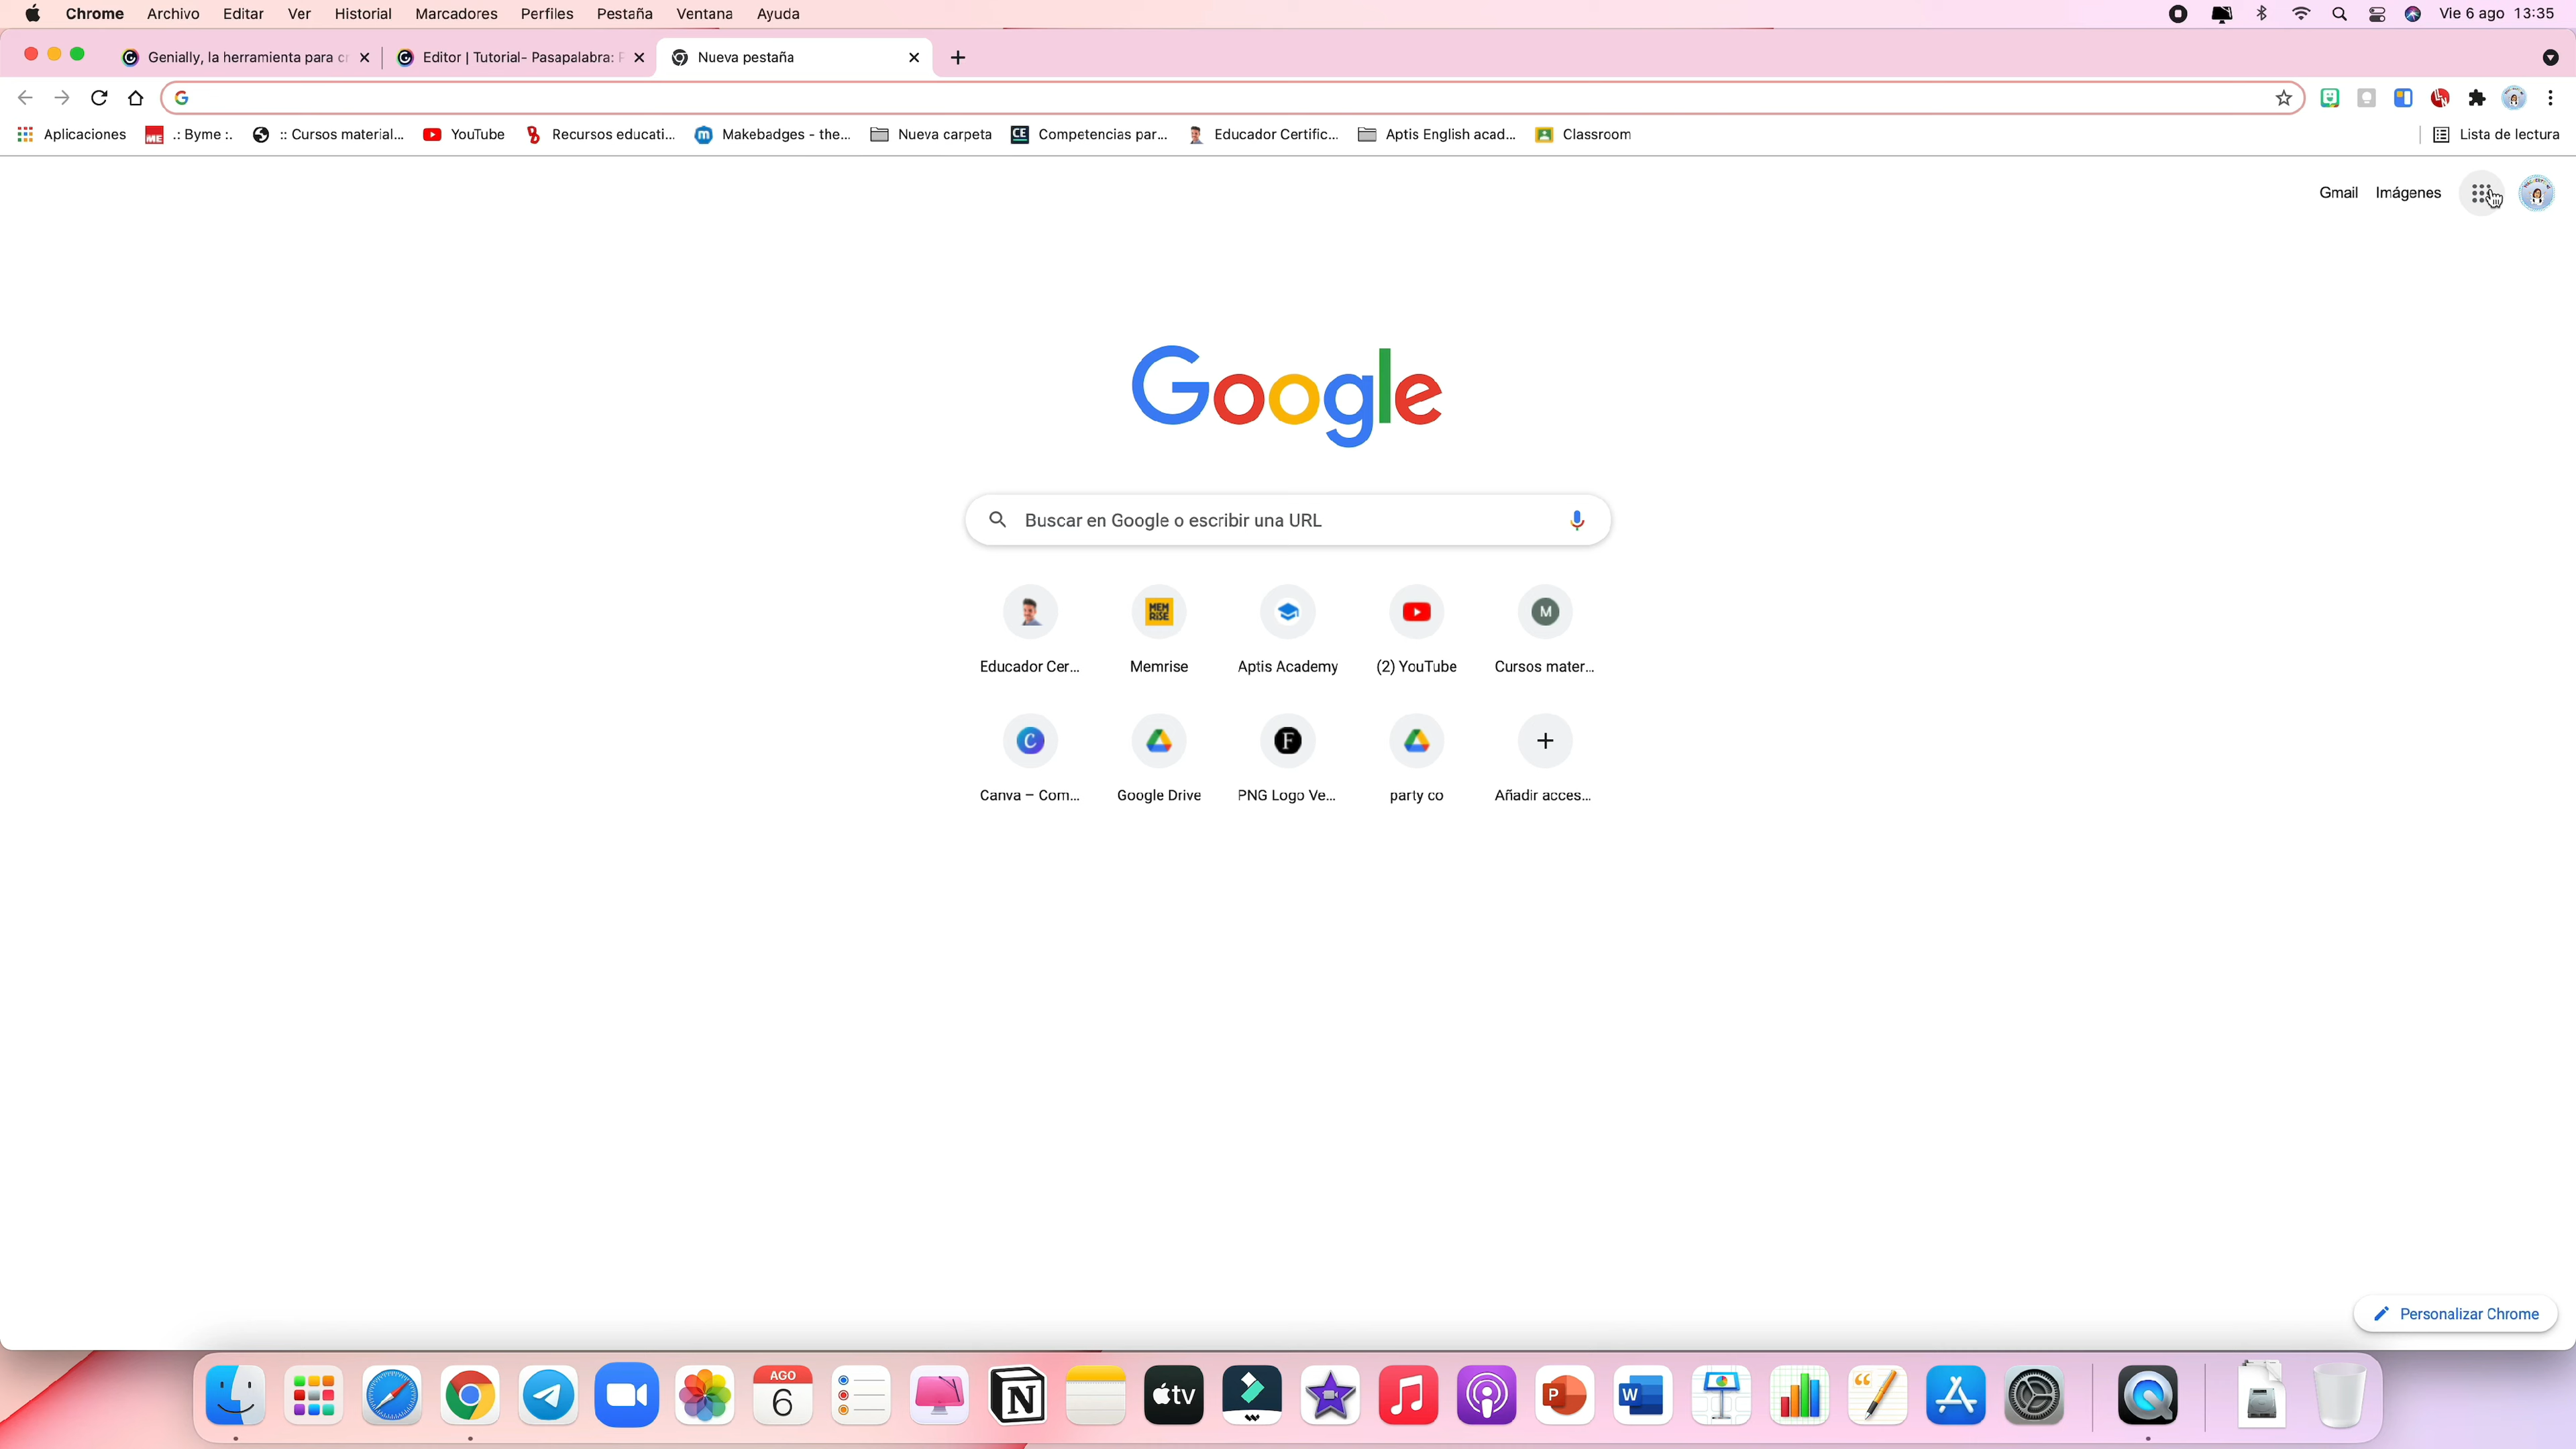 Chrome Archivo Editar Ver Historial Marcadores Perfiles Pestaña Ventana Ayuda Vie 6 ago 13:35
Genially, la herramienta para cr Editor | Tutorial- Pasapalabra: Nueva pestaña
Aplicaciones .: Byme :. :: Cursos material... YouTube Recursos educati... Makebadges - the... Nueva carpeta Competencias par... Educador Certific... Aptis English acad... Classroom Lista de lectura
Gmail Imágenes
Google
Buscar en Google o escribir una URL
MEM RISE M
Educador Cer... Memrise Aptis Academy (2) YouTube Cursos mater...
C F
Canva – Com... Google Drive PNG Logo Ve... party co Añadir acces...
Personalizar Chrome
AGO
6 N tv P W